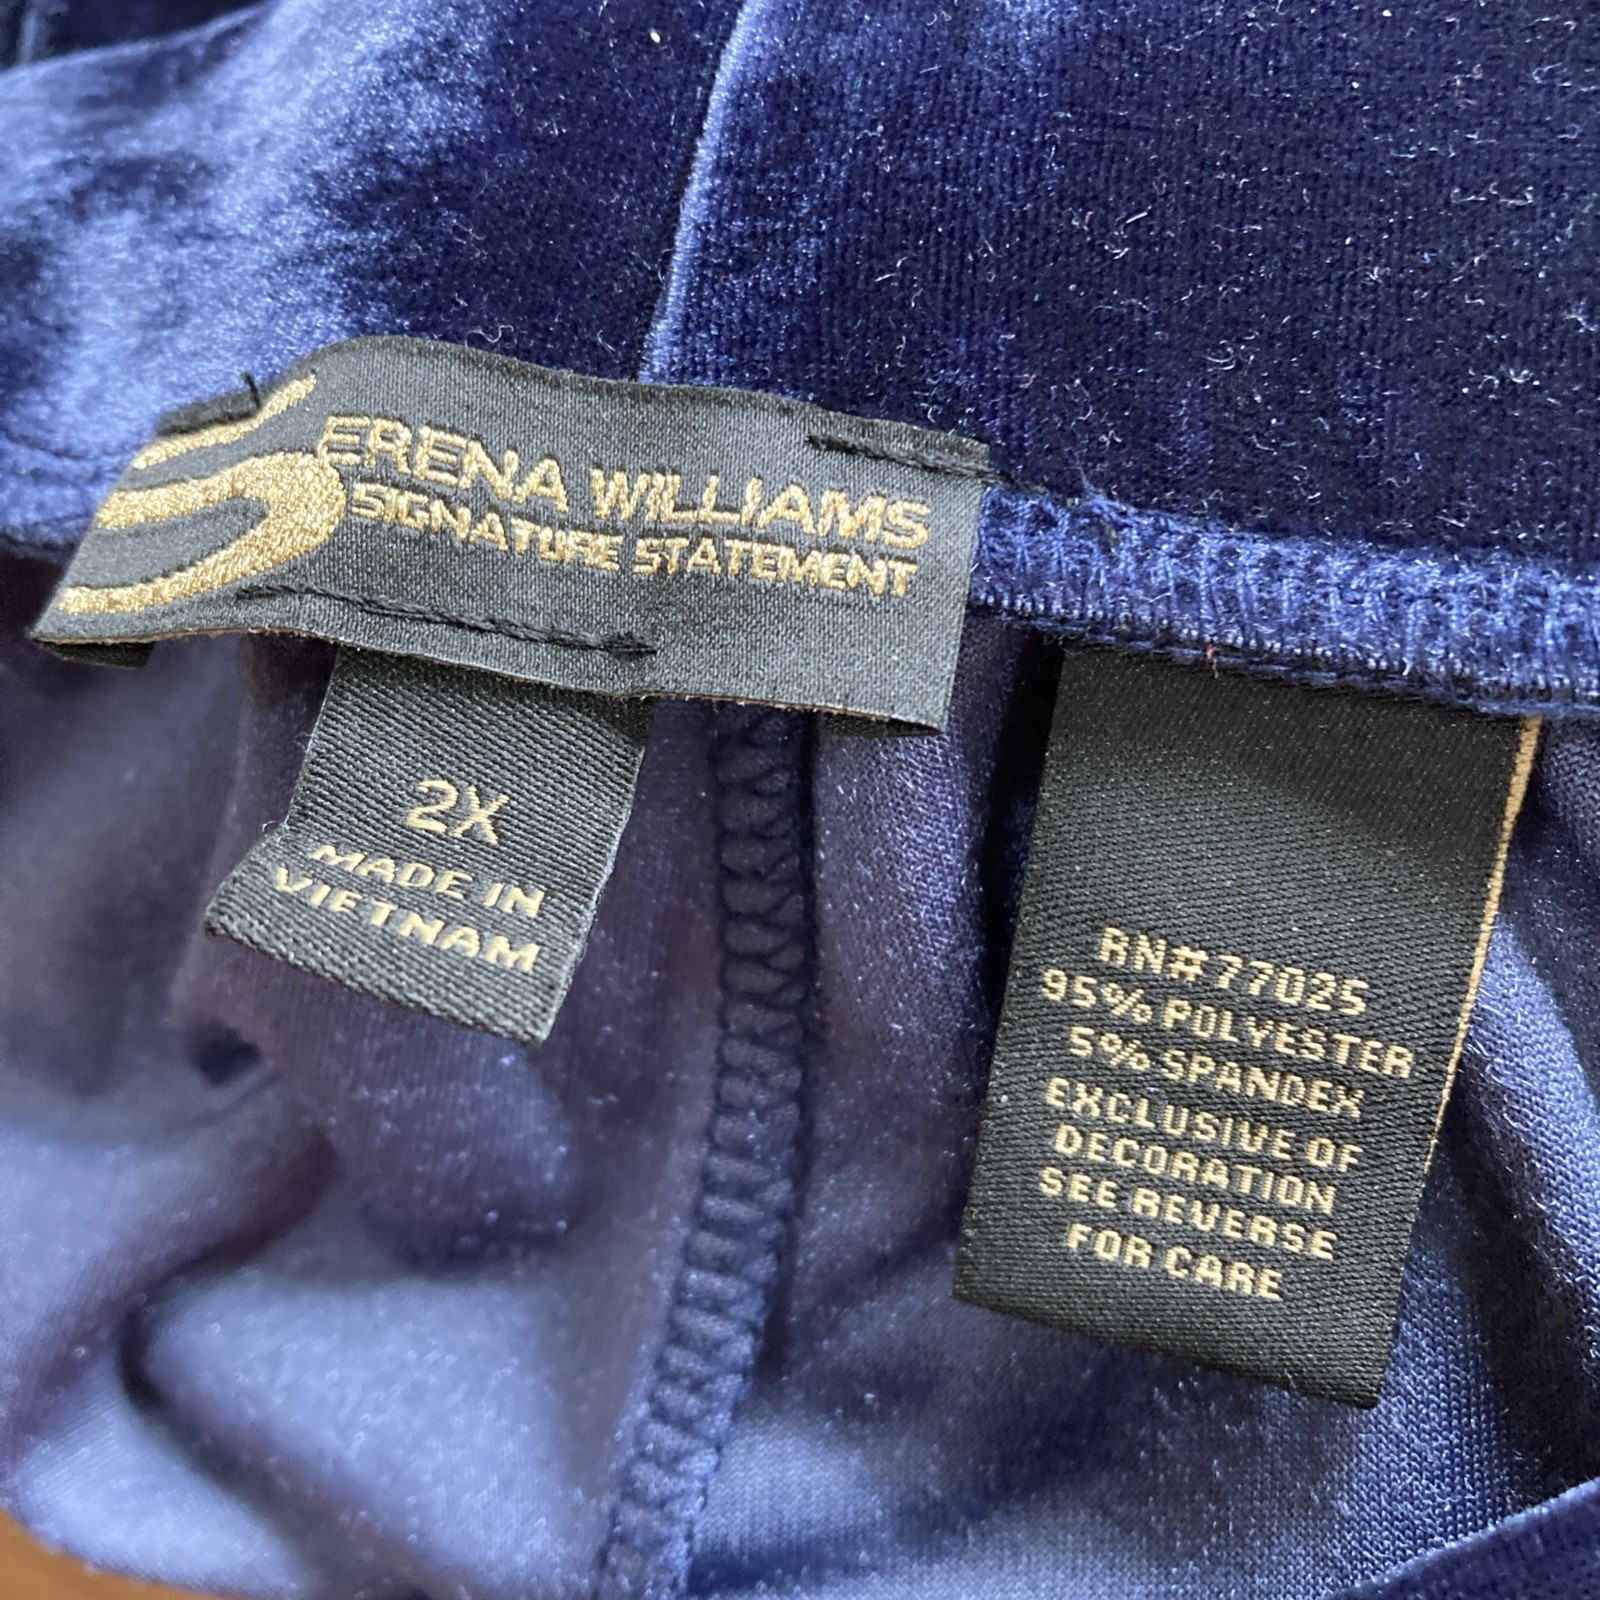 SERENA WILLIAMS
SIGNATURE STATEMENT
2X
MADE IN
VIETNAM
RN#77025
95% POLYESTER
5% SPANDEX
EXCLUSIVE OF
DECORATION
SEE REVERSE
FOR CARE